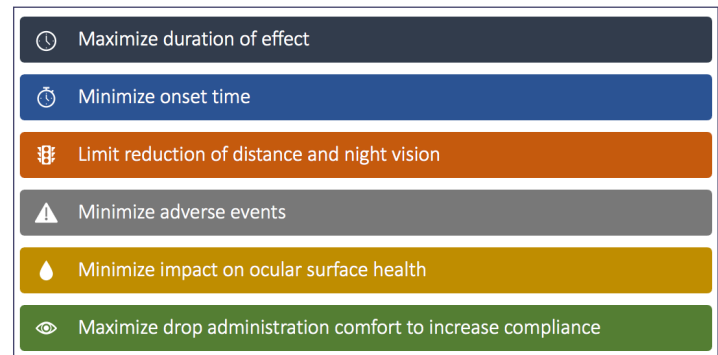 Maximize duration of effect
Minimize onset time
Limit reduction of distance and night vision
Minimize adverse events
Minimize impact on ocular surface health
Maximize drop administration comfort to increase compliance